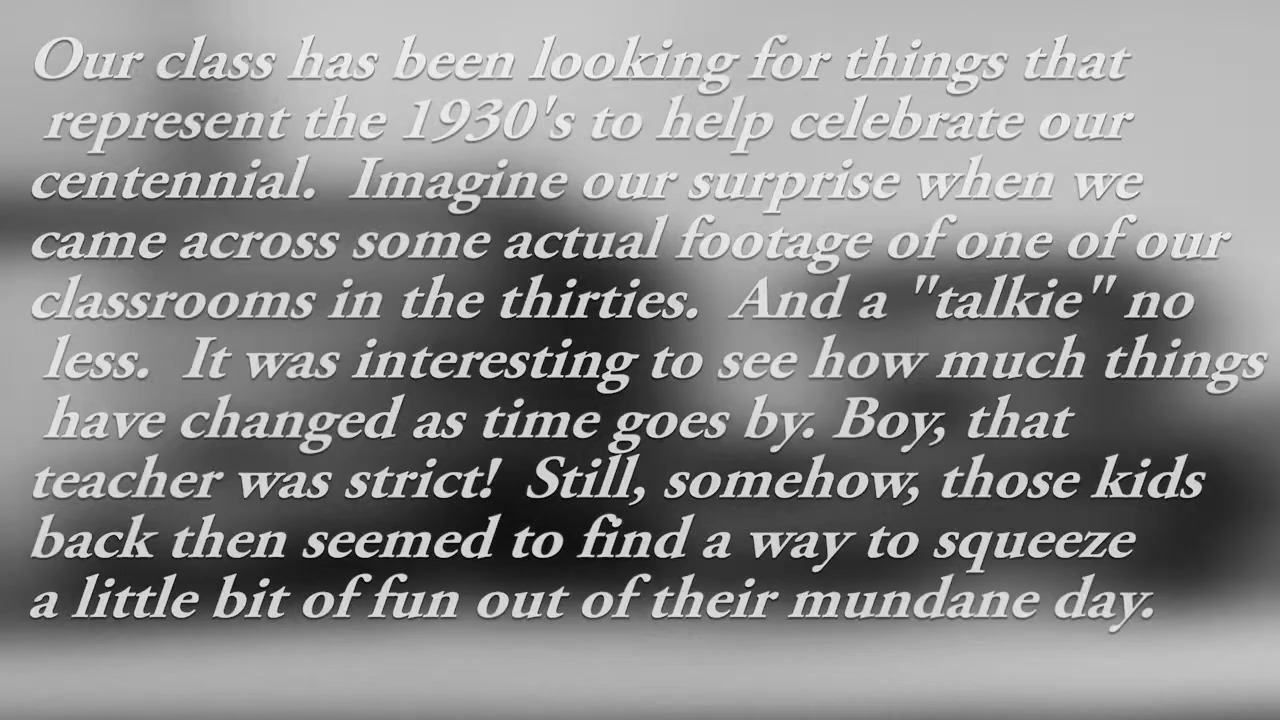 Our class has been looking for things that
represent the 1930's to help celebrate our
centennial.  Imagine our surprise when we
came across some actual footage of one of our
classrooms in the thirties.  And a "talkie" no
less.  It was interesting to see how much things
have changed as time goes by. Boy, that
teacher was strict!  Still, somehow, those kids
back then seemed to find a way to squeeze
a little bit of fun out of their mundane day.